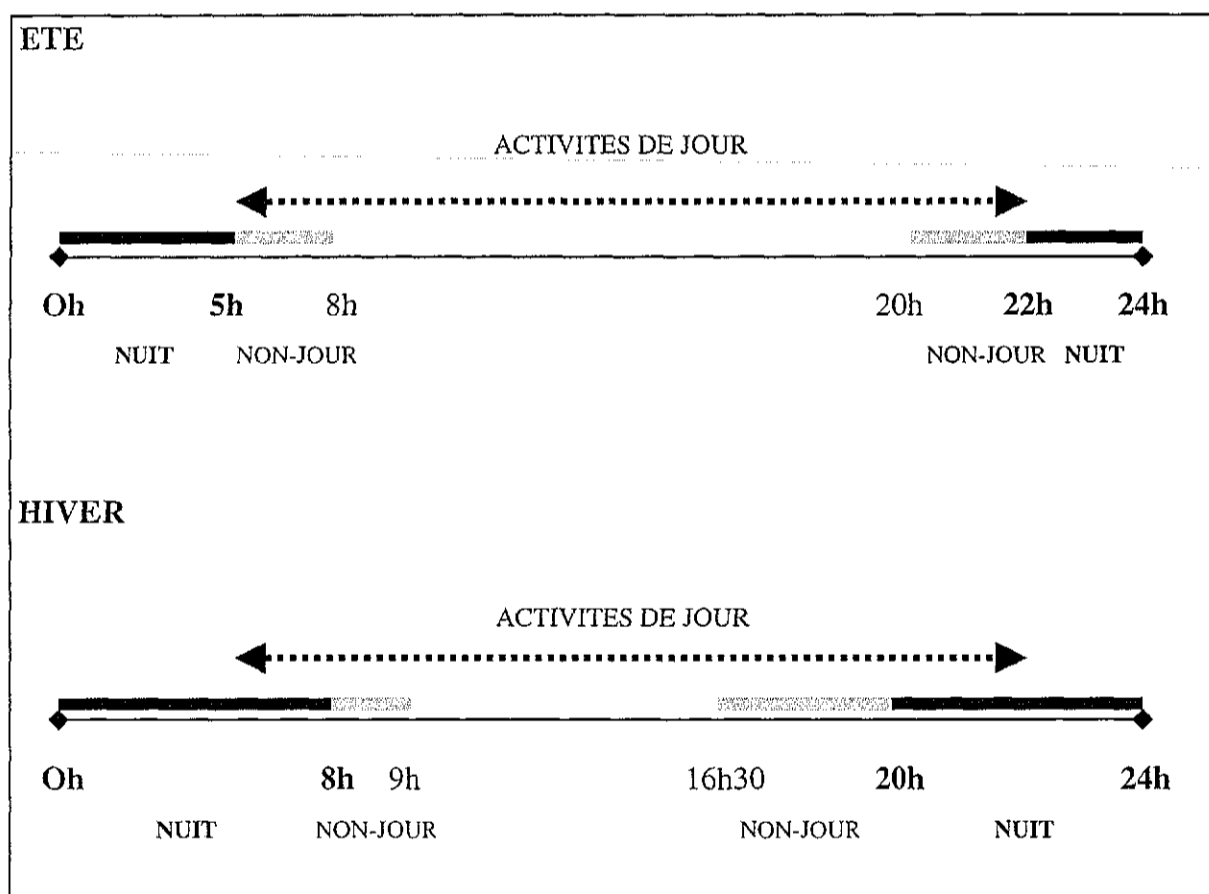 ETE
ACTIVITES DE JOUR
Oh 5h 8h 20h 22h 24h
NUIT NON-JOUR NON-JOUR NUIT
HIVER
ACTIVITES DE JOUR
Oh 8h 9h 16h30 20h 24h
NUIT NON-JOUR NON-JOUR NUIT